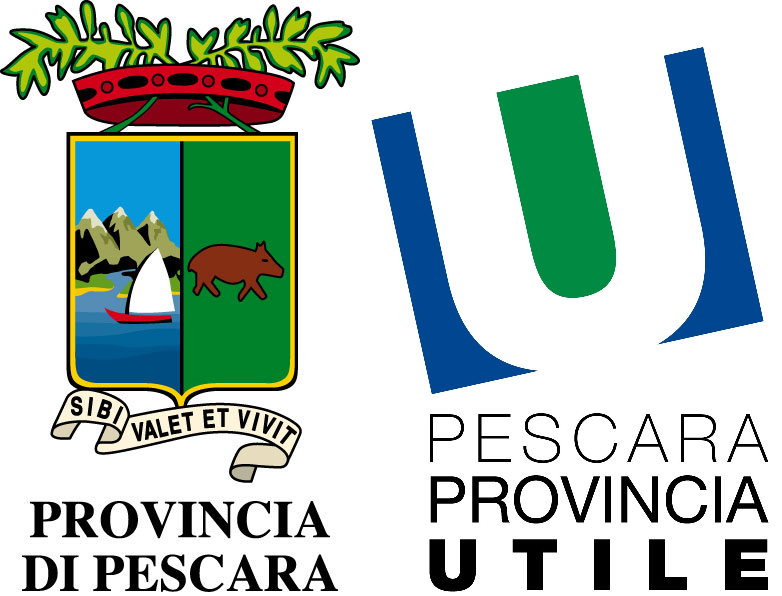 SIBI VALET ET VIVIT
PROVINCIA
DI PESCARA
U
PESCARA
PROVINCIA
UTILE